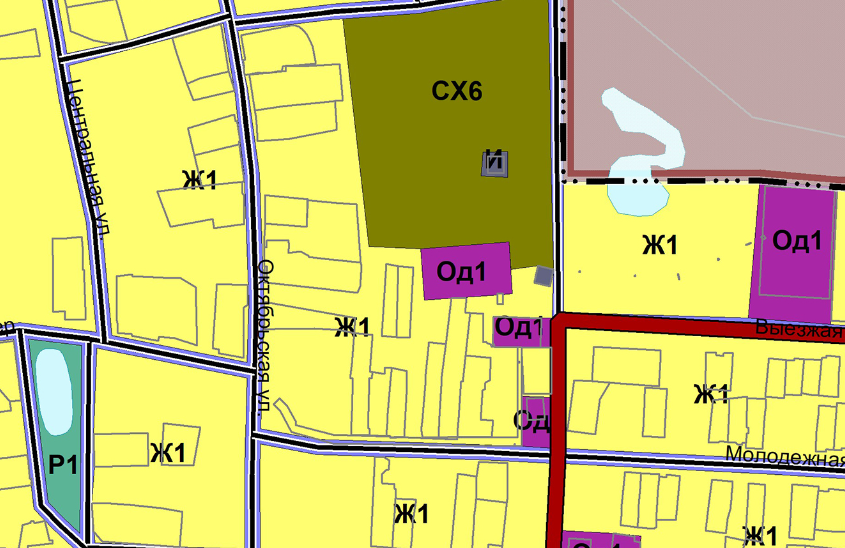 СХ6
И
Центральная ул.
Ж1
Од1
Ж1
Од1
Октябрьская ул.
Ж1
Од1
Выезжая
Ж1
Од
Р1
Ж1
Молодежная
Ж1
Ж1